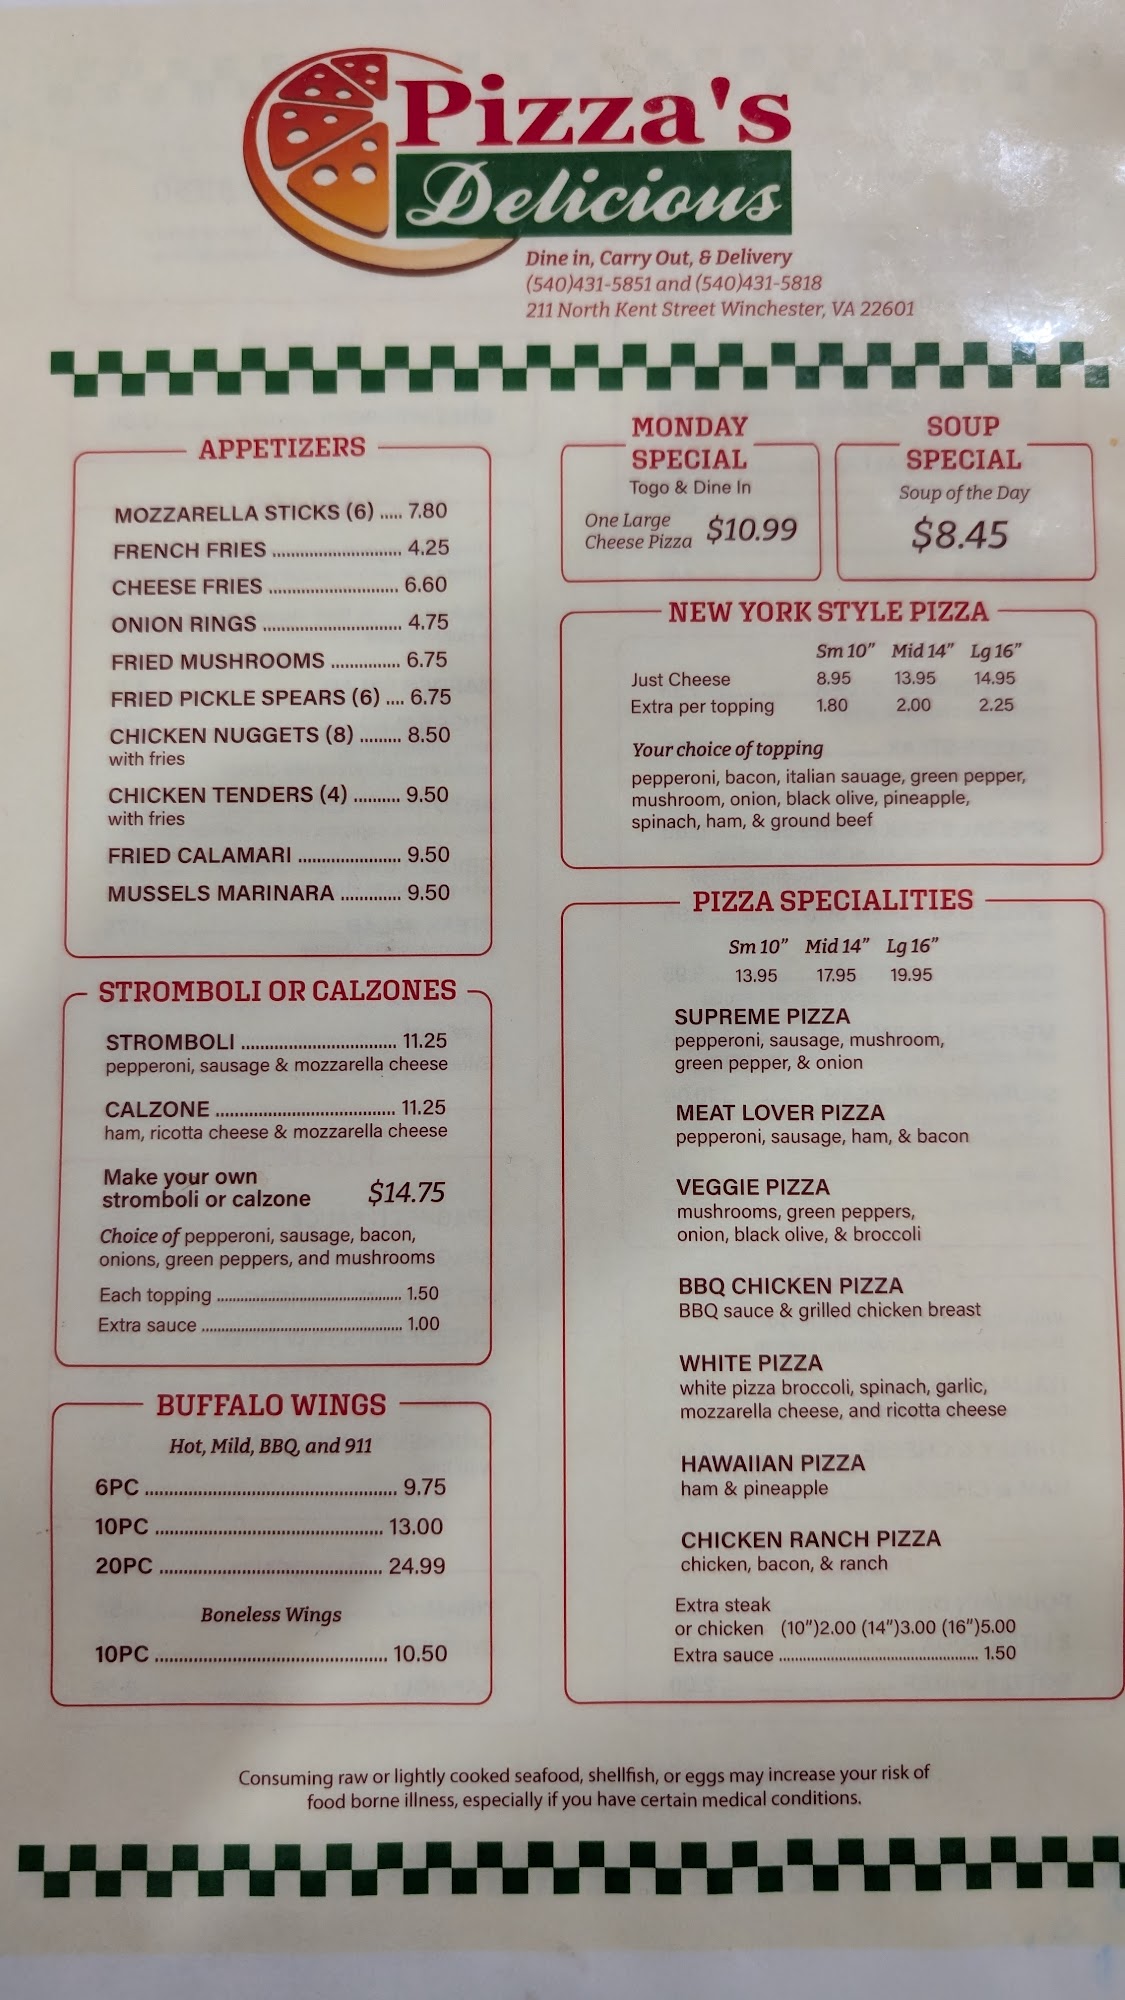 Pizza's
Delicious
Dine in, Carry Out, & Delivery
(540)431-5851 and (540)431-5818
211 North Kent Street Winchester, VA 22601
APPETIZERS
MOZZARELLA STICKS (6) ..... 7.80
FRENCH FRIES ............................. 4.25
CHEESE FRIES ............................. 6.60
ONION RINGS ............................... 4.75
FRIED MUSHROOMS ................ 6.75
FRIED PICKLE SPEARS (6) .... 6.75
CHICKEN NUGGETS (8) ......... 8.50
with fries
CHICKEN TENDERS (4) .......... 9.50
with fries
FRIED CALAMARI ....................... 9.50
MUSSELS MARINARA ............. 9.50
STROMBOLI OR CALZONES
STROMBOLI .................................. 11.25
pepperoni, sausage & mozzarella cheese
CALZONE ....................................... 11.25
ham, ricotta cheese & mozzarella cheese
Make your own
stromboli or calzone $14.75
Choice of pepperoni, sausage, bacon,
onions, green peppers, and mushrooms
Each topping ............................................ 1.50
Extra sauce ................................................ 1.00
BUFFALO WINGS
Hot, Mild, BBQ, and 911
6PC ...................................................... 9.75
10PC ................................................. 13.00
20PC ................................................ 24.99
Boneless Wings
10PC .................................................. 10.50
MONDAY
SPECIAL
Togo & Dine In
One Large
Cheese Pizza $10.99
SOUP
SPECIAL
Soup of the Day
$8.45
NEW YORK STYLE PIZZA
Sm 10" Mid 14" Lg 16"
Just Cheese 8.95 13.95 14.95
Extra per topping 1.80 2.00 2.25
Your choice of topping
pepperoni, bacon, italian sauage, green pepper,
mushroom, onion, black olive, pineapple,
spinach, ham, & ground beef
PIZZA SPECIALITIES
Sm 10" Mid 14" Lg 16"
13.95 17.95 19.95
SUPREME PIZZA
pepperoni, sausage, mushroom,
green pepper, & onion
MEAT LOVER PIZZA
pepperoni, sausage, ham, & bacon
VEGGIE PIZZA
mushrooms, green peppers,
onion, black olive, & broccoli
BBQ CHICKEN PIZZA
BBQ sauce & grilled chicken breast
WHITE PIZZA
white pizza broccoli, spinach, garlic,
mozzarella cheese, and ricotta cheese
HAWAIIAN PIZZA
ham & pineapple
CHICKEN RANCH PIZZA
chicken, bacon, & ranch
Extra steak
or chicken (10")2.00 (14")3.00 (16")5.00
Extra sauce ................................................ 1.50
Consuming raw or lightly cooked seafood, shellfish, or eggs may increase your risk of
food borne illness, especially if you have certain medical conditions.